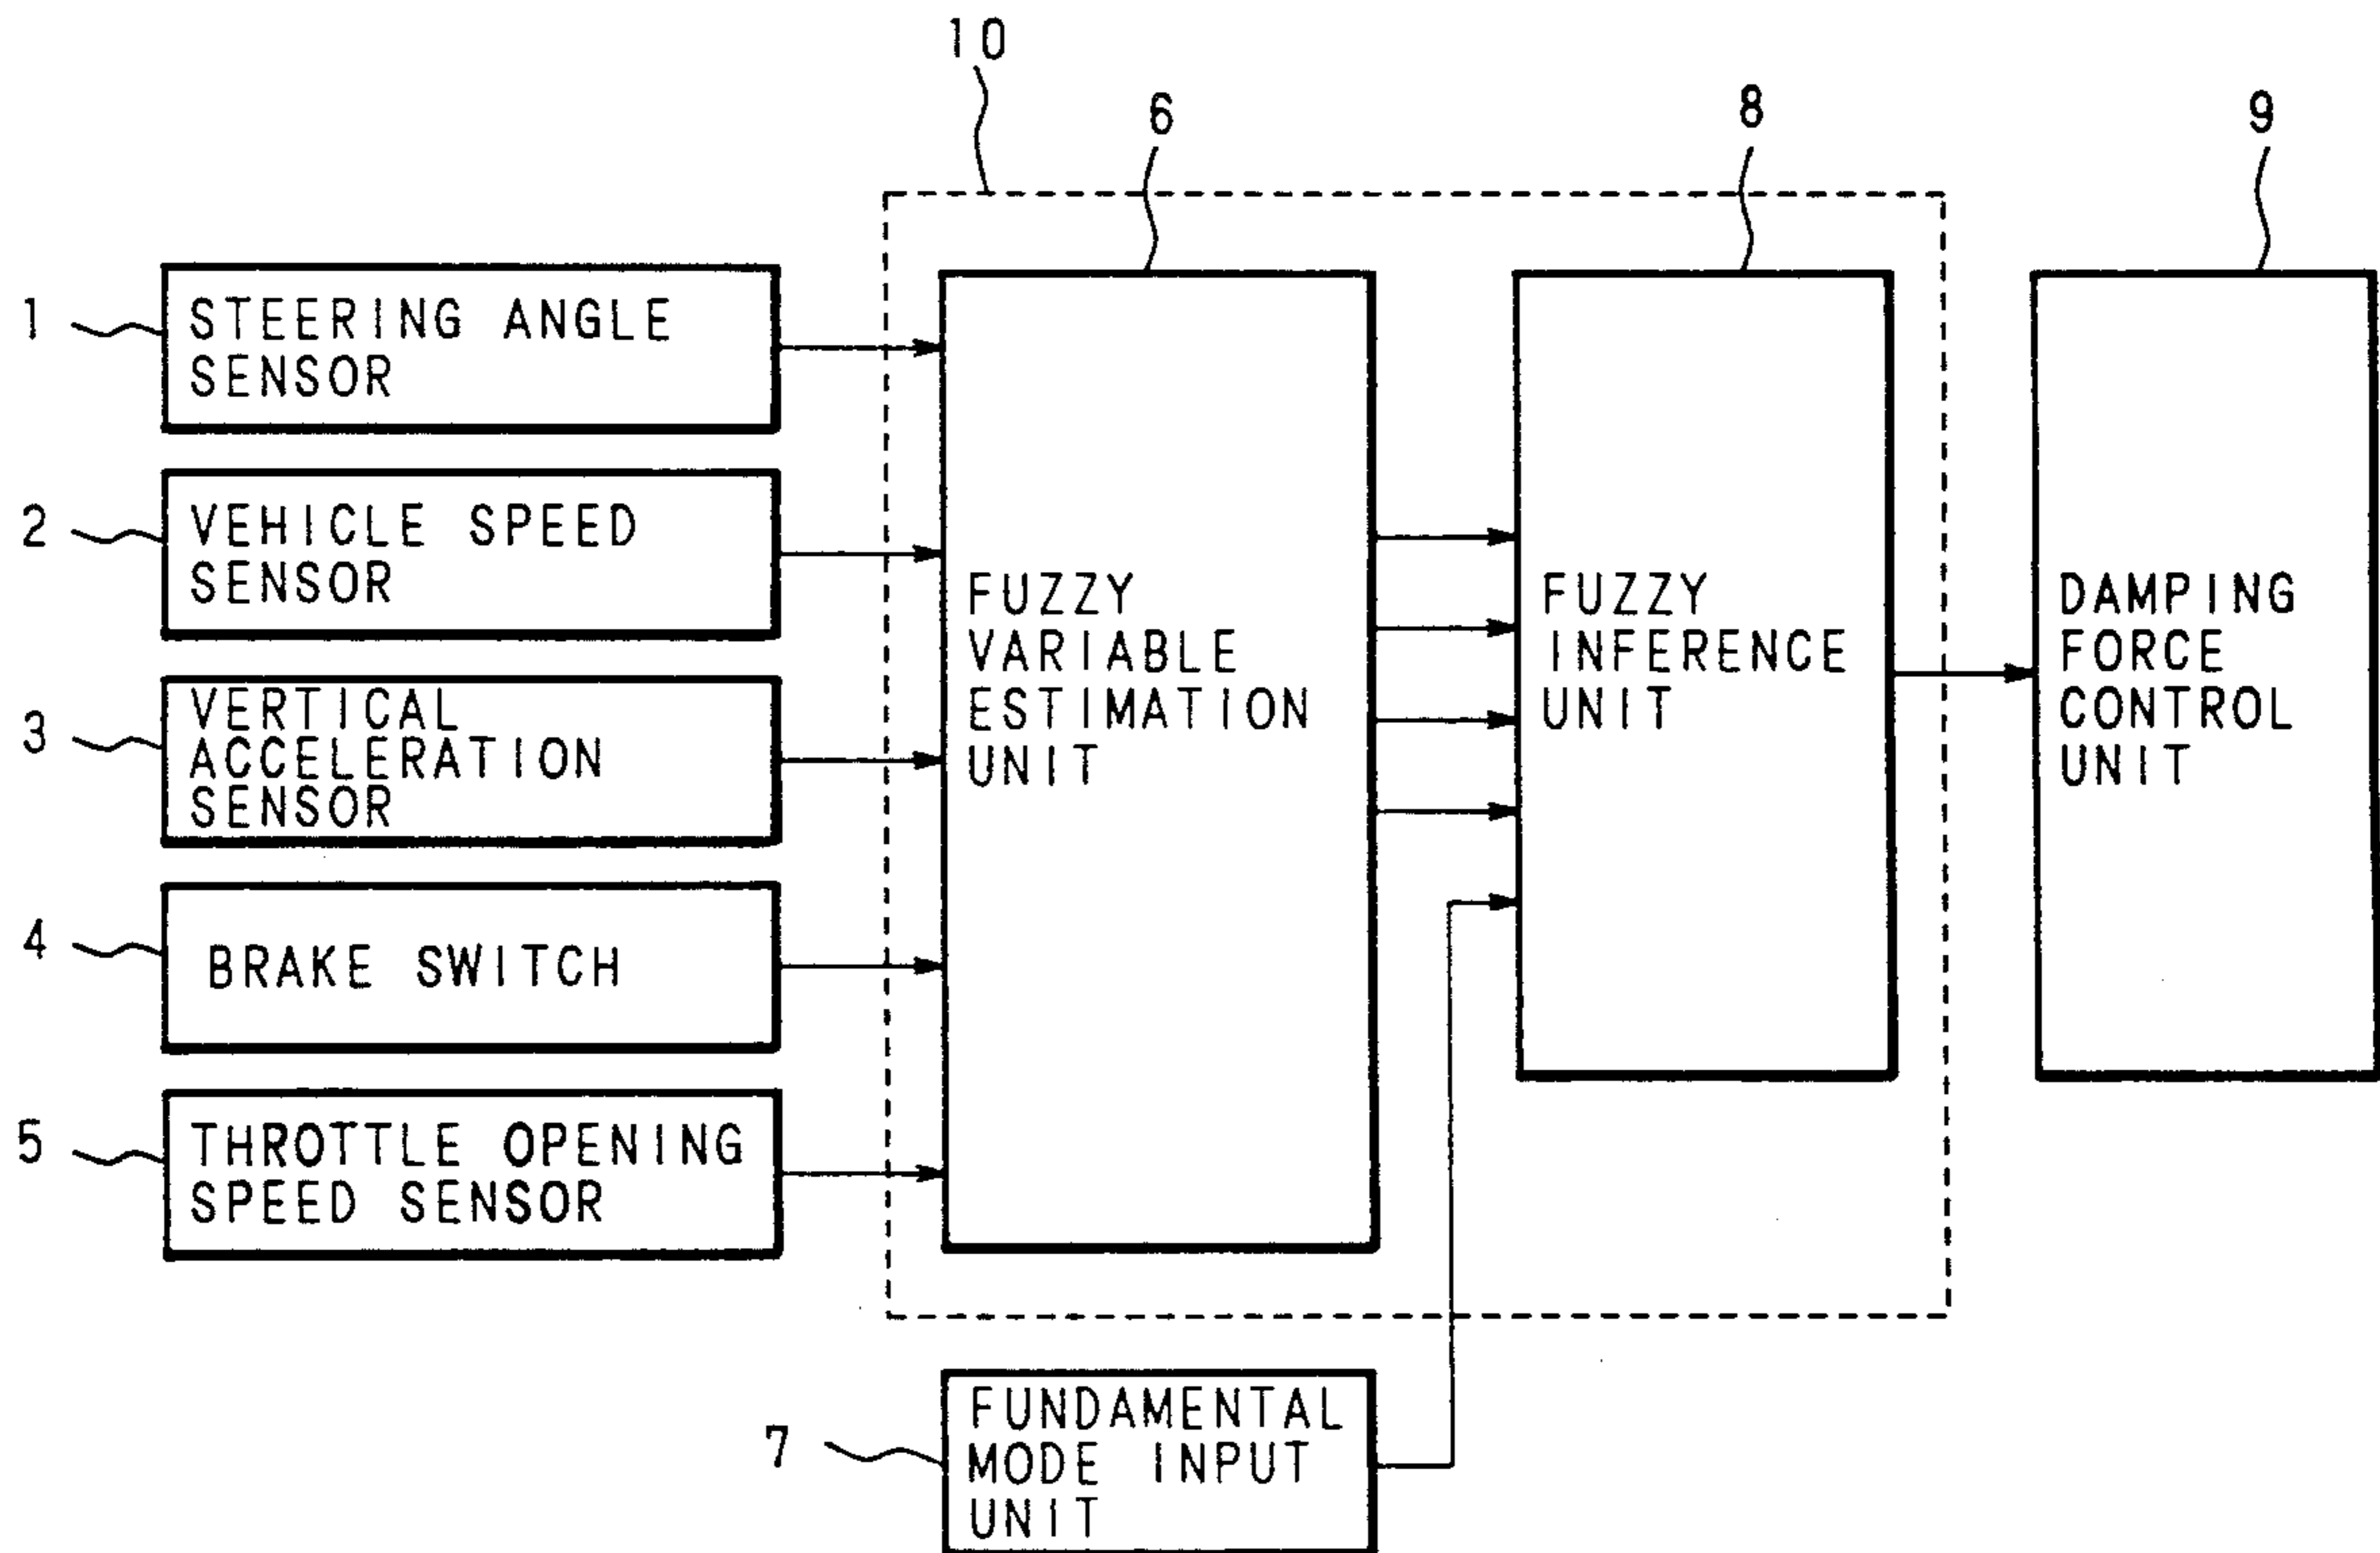 10
6
8
9
1
STEERING ANGLE
SENSOR
2
VEHICLE SPEED
SENSOR
3
VERTICAL
ACCELERATION
SENSOR
4
BRAKE SWITCH
5
THROTTLE OPENING
SPEED SENSOR
FUZZY
VARIABLE
ESTIMATION
UNIT
FUZZY
INFERENCE
UNIT
DAMPING
FORCE
CONTROL
UNIT
7
FUNDAMENTAL
MODE INPUT
UNIT